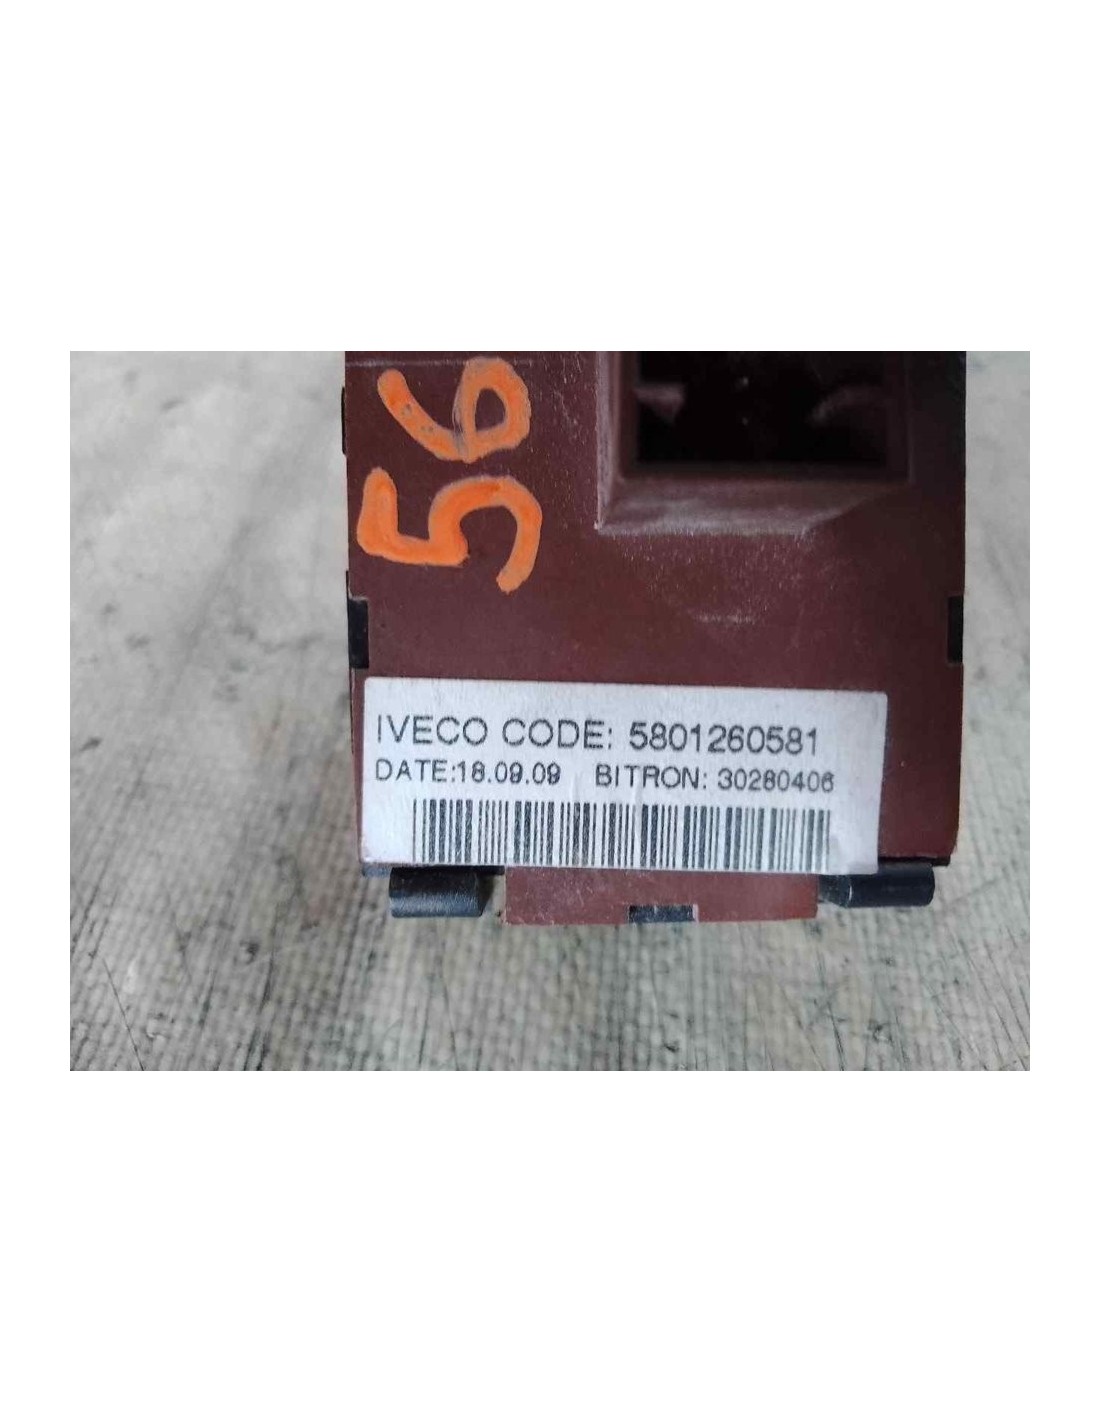 56
IVECO CODE: 5801260581
DATE:18.09.09 BITRON: 30280406